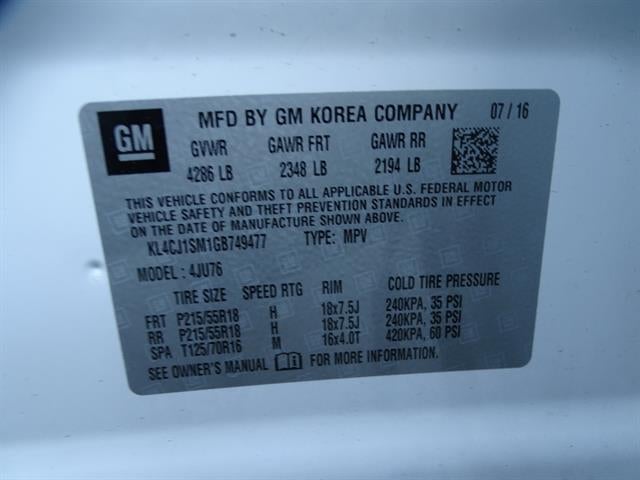 GM MFD BY GM KOREA COMPANY 07/16
GVWR GAWR FRT GAWR RR
4286 LB 2348 LB 2194 LB
THIS VEHICLE CONFORMS TO ALL APPLICABLE U.S. FEDERAL MOTOR
VEHICLE SAFETY AND THEFT PREVENTION STANDARDS IN EFFECT
ON THE DATE OF MANUFACTURE SHOWN ABOVE.
KL4CJ1SM1GB749477 TYPE: MPV
MODEL: 4JU76
TIRE SIZE SPEED RTG RIM COLD TIRE PRESSURE
FRT P215/55R18 H 18x7.5J 240KPA, 35 PSI
RR P215/55R18 H 18x7.5J 240KPA, 35 PSI
SPA T125/70R16 M 16x4.0T 420KPA, 60 PSI
SEE OWNER'S MANUAL FOR MORE INFORMATION